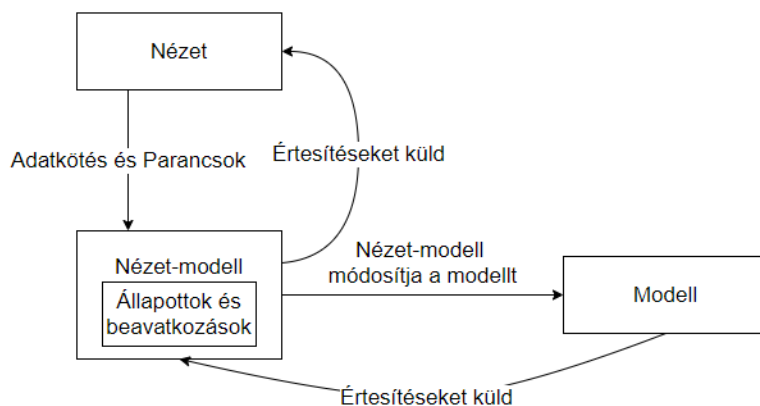 Nézet
Adatkötés és Parancsok
Értesítéseket küld
Nézet-modell
Állapottok és
beavatkozások
Nézet-modell
módosítja a modellt
Modell
Értesítéseket küld